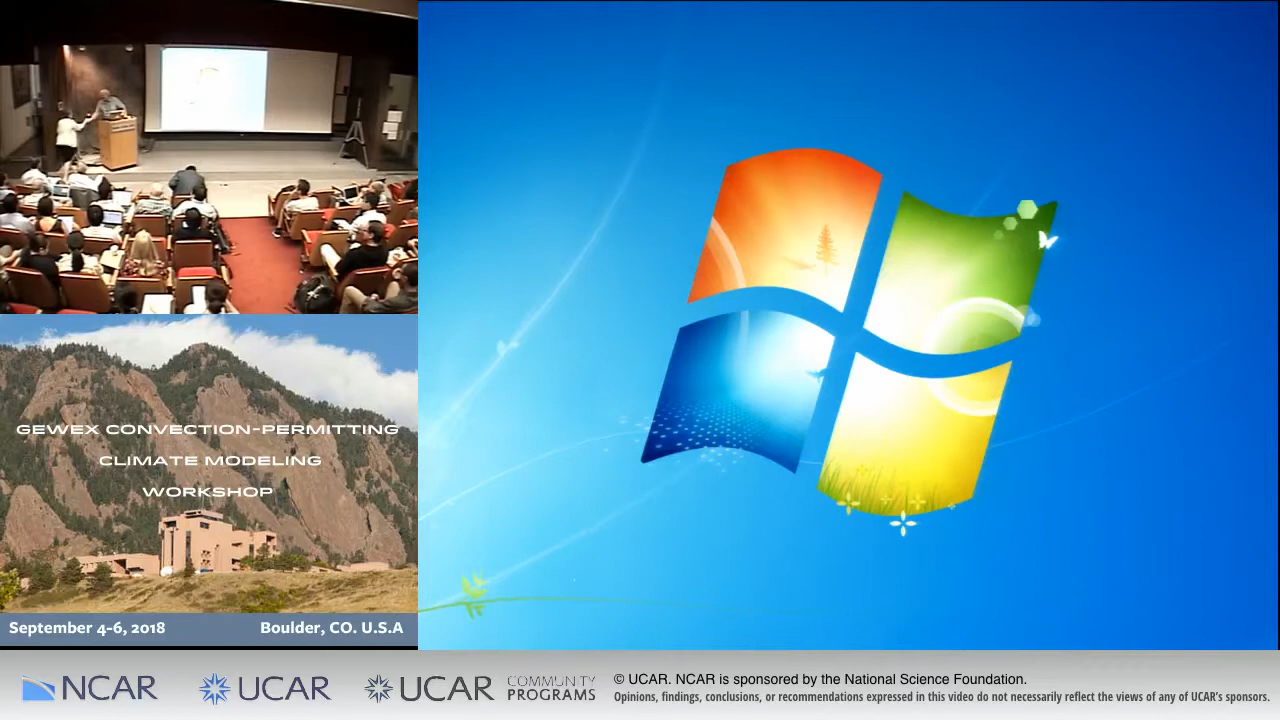 GEWEX CONVECTION-PERMITTING
CLIMATE MODELING
WORKSHOP
September 4-6, 2018
Boulder, CO. U.S.A
NCAR
UCAR
UCAR
COMMUNITY
PROGRAMS
© UCAR. NCAR is sponsored by the National Science Foundation.
Opinions, findings, conclusions, or recommendations expressed in this video do not necessarily reflect the views of any of UCAR's sponsors.